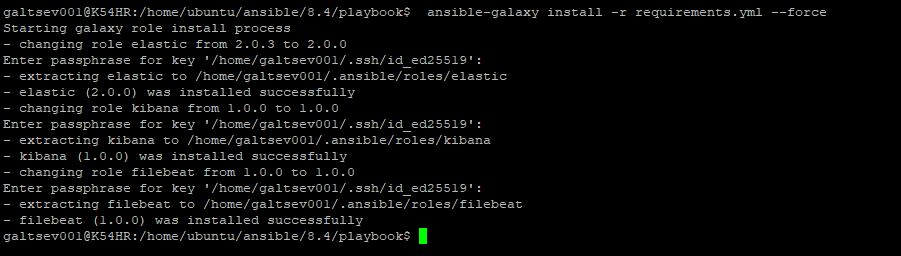 galtsev001@K54HR:/home/ubuntu/ansible/8.4/playbook$  ansible-galaxy install -r requirements.yml --force
Starting galaxy role install process
- changing role elastic from 2.0.3 to 2.0.0
Enter passphrase for key '/home/galtsev001/.ssh/id_ed25519':
- extracting elastic to /home/galtsev001/.ansible/roles/elastic
- elastic (2.0.0) was installed successfully
- changing role kibana from 1.0.0 to 1.0.0
Enter passphrase for key '/home/galtsev001/.ssh/id_ed25519':
- extracting kibana to /home/galtsev001/.ansible/roles/kibana
- kibana (1.0.0) was installed successfully
- changing role filebeat from 1.0.0 to 1.0.0
Enter passphrase for key '/home/galtsev001/.ssh/id_ed25519':
- extracting filebeat to /home/galtsev001/.ansible/roles/filebeat
- filebeat (1.0.0) was installed successfully
galtsev001@K54HR:/home/ubuntu/ansible/8.4/playbook$